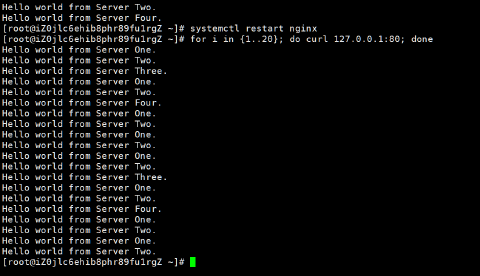 Hello world from Server Two.
Hello world from Server Four.
[root@iZ0jlc6ehib8phr89fu1rgZ ~]# systemctl restart nginx
[root@iZ0jlc6ehib8phr89fu1rgZ ~]# for i in {1..20}; do curl 127.0.0.1:80; done
Hello world from Server One.
Hello world from Server Two.
Hello world from Server Three.
Hello world from Server One.
Hello world from Server Two.
Hello world from Server Four.
Hello world from Server One.
Hello world from Server Two.
Hello world from Server One.
Hello world from Server Two.
Hello world from Server One.
Hello world from Server Two.
Hello world from Server Three.
Hello world from Server One.
Hello world from Server Two.
Hello world from Server Four.
Hello world from Server One.
Hello world from Server Two.
Hello world from Server One.
Hello world from Server Two.
[root@iZ0jlc6ehib8phr89fu1rgZ ~]#